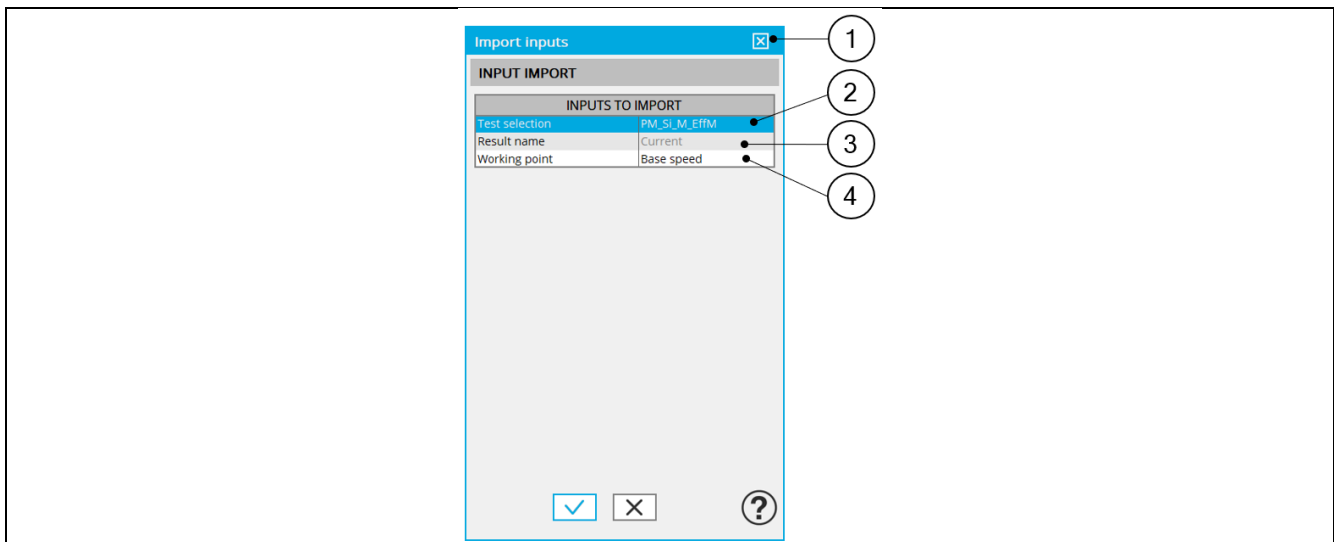 Import inputs
1
INPUT IMPORT
INPUTS TO IMPORT
2
Test selection PM_SI_M_EffM
Result name Current
3
Working point Base speed
4
?